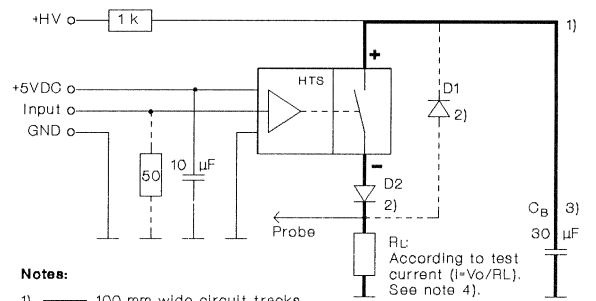 +HV
1 k
1)
+
HTS
+5VDC
Input
GND
D1
2)
50
10 µF
-
D2
2)
Probe
CB 3)
30 µF
RL:
According to test
current (i=Vo/RL).
See note 4).
Notes:
1) 100 mm wide circuit tracks